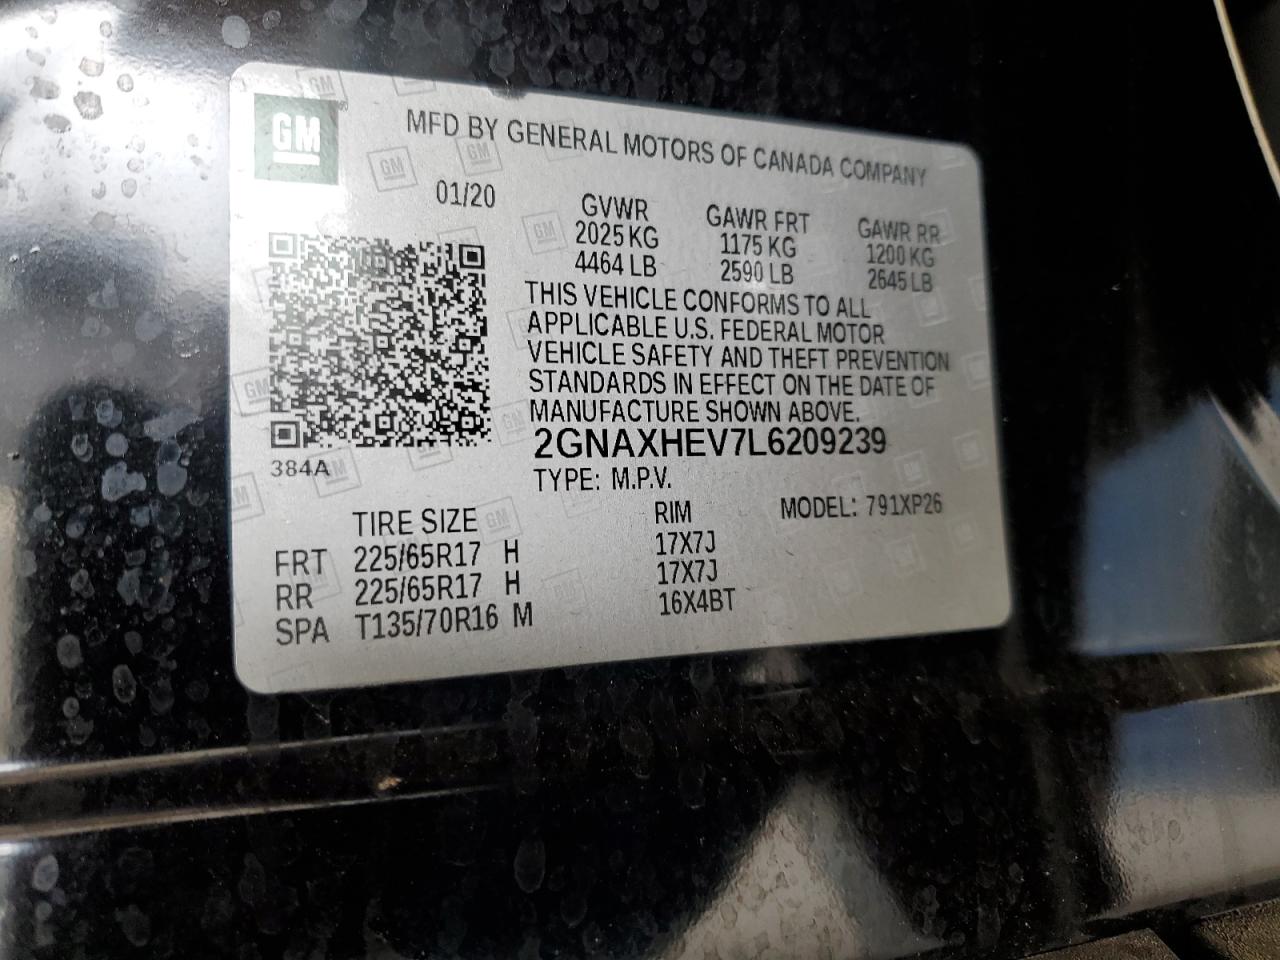 GM
MFD BY GENERAL MOTORS OF CANADA COMPANY
01/20
GVWR GAWR FRT GAWR RR
2025 KG 1175 KG 1200 KG
4464 LB 2590 LB 2645 LB
THIS VEHICLE CONFORMS TO ALL
APPLICABLE U.S. FEDERAL MOTOR
VEHICLE SAFETY AND THEFT PREVENTION
STANDARDS IN EFFECT ON THE DATE OF
MANUFACTURE SHOWN ABOVE.
2GNAXHEV7L6209239
384A
TYPE: M.P.V.
TIRE SIZE RIM MODEL: 791XP26
FRT 225/65R17 H 17X7J
RR 225/65R17 H 17X7J
SPA T135/70R16 M 16X4BT